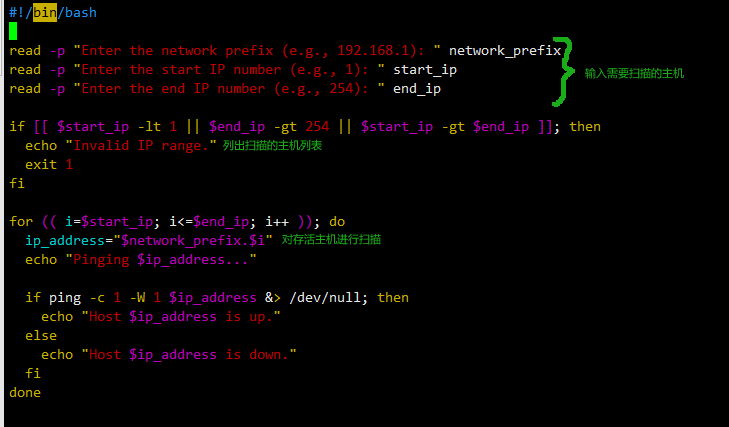 #!/bin/bash
read -p "Enter the network prefix (e.g., 192.168.1): " network_prefix
read -p "Enter the start IP number (e.g., 1): " start_ip
输入需要扫描的主机
read -p "Enter the end IP number (e.g., 254): " end_ip
if [[ $start_ip -lt 1 || $end_ip -gt 254 || $start_ip -gt $end_ip ]]; then
  echo "Invalid IP range." 列出扫描的主机列表
  exit 1
fi
for (( i=$start_ip; i<=$end_ip; i++ )); do
  ip_address="$network_prefix.$i" 对存活主机进行扫描
  echo "Pinging $ip_address..."
  if ping -c 1 -W 1 $ip_address &> /dev/null; then
    echo "Host $ip_address is up."
  else
    echo "Host $ip_address is down."
  fi
done